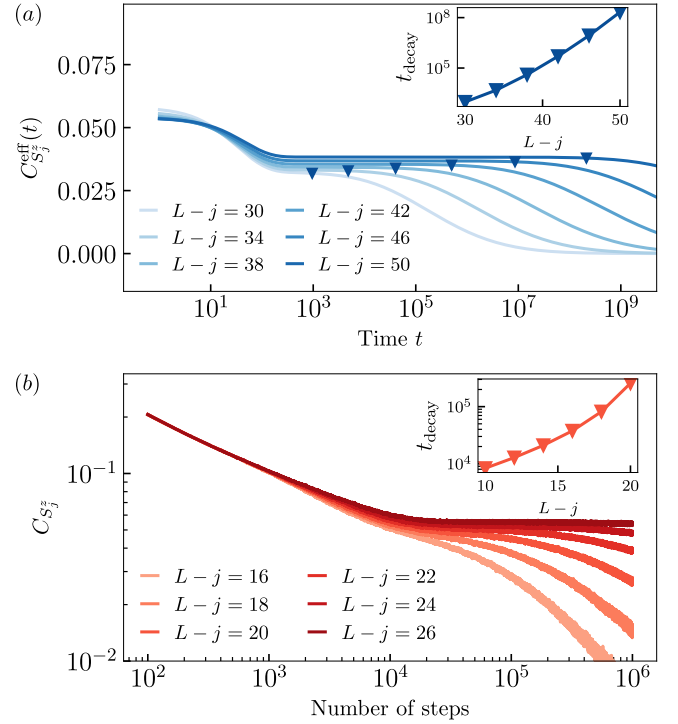 (a)
C^{eff}_{S^z_j}(t)
0.075
0.050
0.025
0.000
10^1
10^3
10^5
10^7
10^9
Time t
L − j = 30
L − j = 34
L − j = 38
L − j = 42
L − j = 46
L − j = 50
t_decay
10^8
10^5
30
40
50
L − j
(b)
C_{S^z_j}
10^{−1}
10^{−2}
10^2
10^3
10^4
10^5
10^6
Number of steps
L − j = 16
L − j = 18
L − j = 20
L − j = 22
L − j = 24
L − j = 26
t_decay
10^5
10^4
10
15
20
L − j